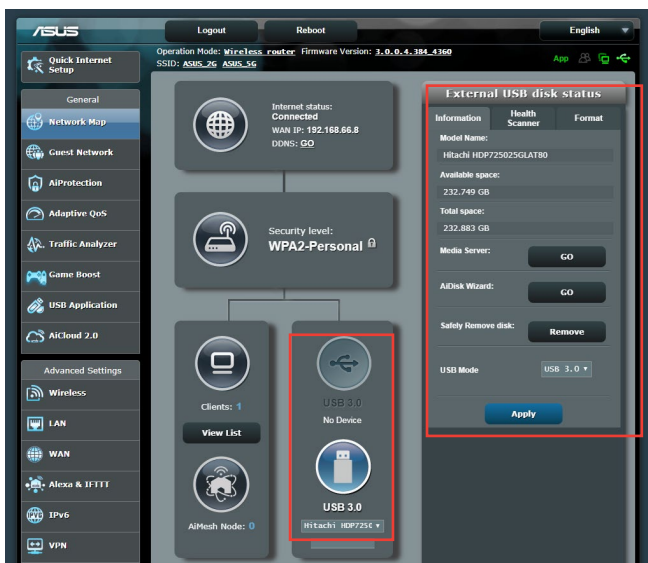 ASUS
Logout
Reboot
English
Operation Mode: Wireless router Firmware Version: 3.0.0.4.384_4360
SSID: ASUS_2G ASUS_5G
App
Quick Internet
Setup
General
Network Map
Guest Network
AiProtection
Adaptive QoS
Traffic Analyzer
Game Boost
USB Application
AiCloud 2.0
Advanced Settings
Wireless
LAN
WAN
Alexa & IFTTT
IPv6
VPN
Internet status:
Connected
WAN IP: 192.168.66.8
DDNS: GO
Security level:
WPA2-Personal
Clients: 1
View List
AiMesh Node: 0
USB 3.0
No Device
USB 3.0
Hitachi HDP725C
External USB disk status
Information
Health
Scanner
Format
Model Name:
Hitachi HDP725025GLAT80
Available space:
232.749 GB
Total space:
232.883 GB
Media Server:
GO
AiDisk Wizard:
GO
Safely Remove disk:
Remove
USB Mode
USB 3.0
Apply